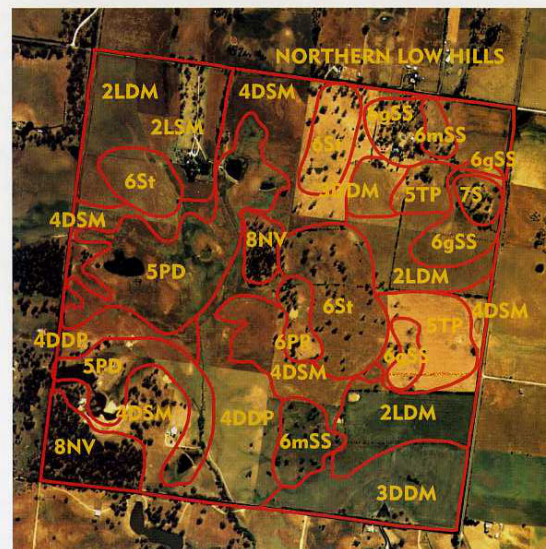 NORTHERN LOW HILLS
2LDM
4DSM
2LSM
6gSS
6mSS
6St
6gSS
6St
5TP
7S
4DSM
8NV
6gSS
5PD
2LDM
6St
4DSM
5TP
4DDP
6PP
6gSS
5PD
4DSM
4DSM
4DDP
2LDM
8NV
6mSS
3DDM